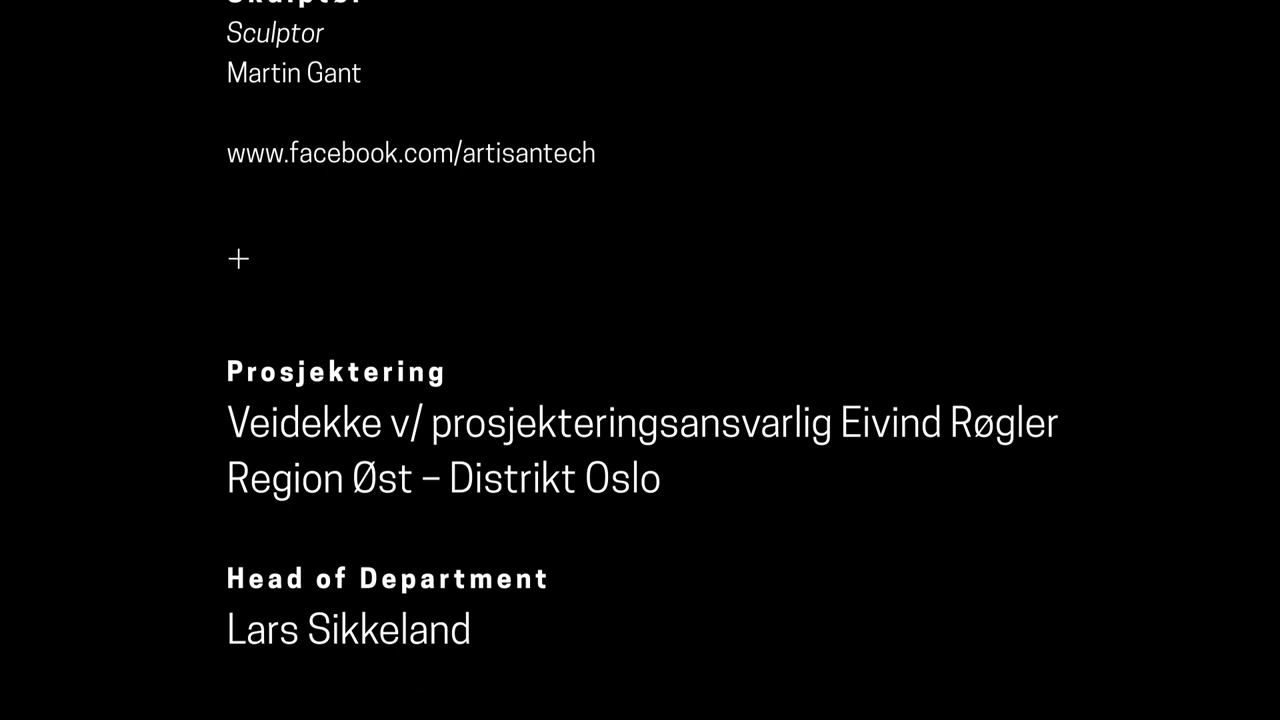 Skulptør
Sculptor
Martin Gant
www.facebook.com/artisantech
+
Prosjektering
Veidekke v/ prosjekteringsansvarlig Eivind Røgler
Region Øst – Distrikt Oslo
Head of Department
Lars Sikkeland